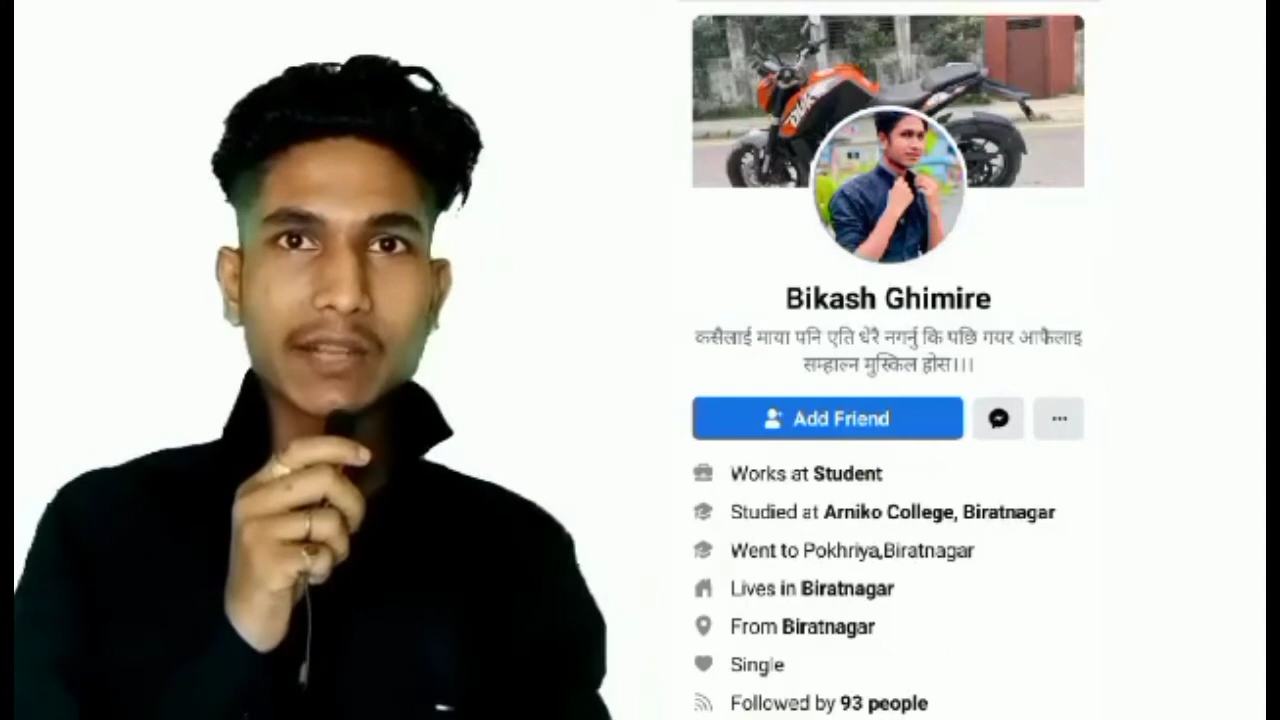 Bikash Ghimire
कसैलाई माया पनि एति धेरै नगर्नु कि पछि गयर आफैलाइ
सम्हाल्न मुस्किल होस।।।
Add Friend
Works at Student
Studied at Arniko College, Biratnagar
Went to Pokhriya,Biratnagar
Lives in Biratnagar
From Biratnagar
Single
Followed by 93 people